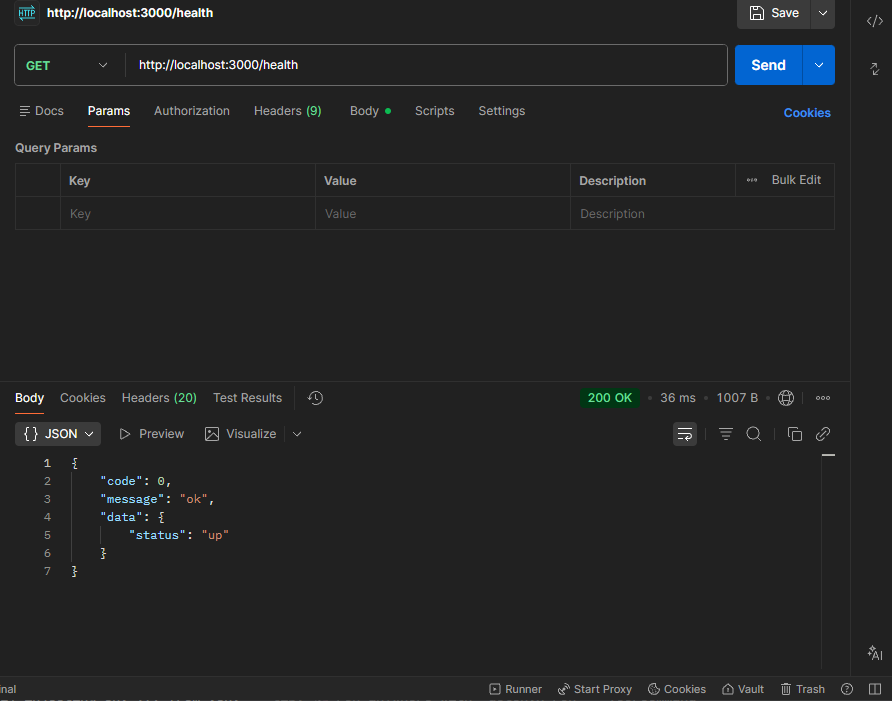 HTTP http://localhost:3000/health Save
GET http://localhost:3000/health Send
Docs Params Authorization Headers (9) Body Scripts Settings Cookies
Query Params
Key Value Description Bulk Edit
Key Value Description
Body Cookies Headers (20) Test Results 200 OK 36 ms 1007 B
{} JSON Preview Visualize
1 {
2 "code": 0,
3 "message": "ok",
4 "data": {
5 "status": "up"
6 }
7 }
AI
nal Runner Start Proxy Cookies Vault Trash